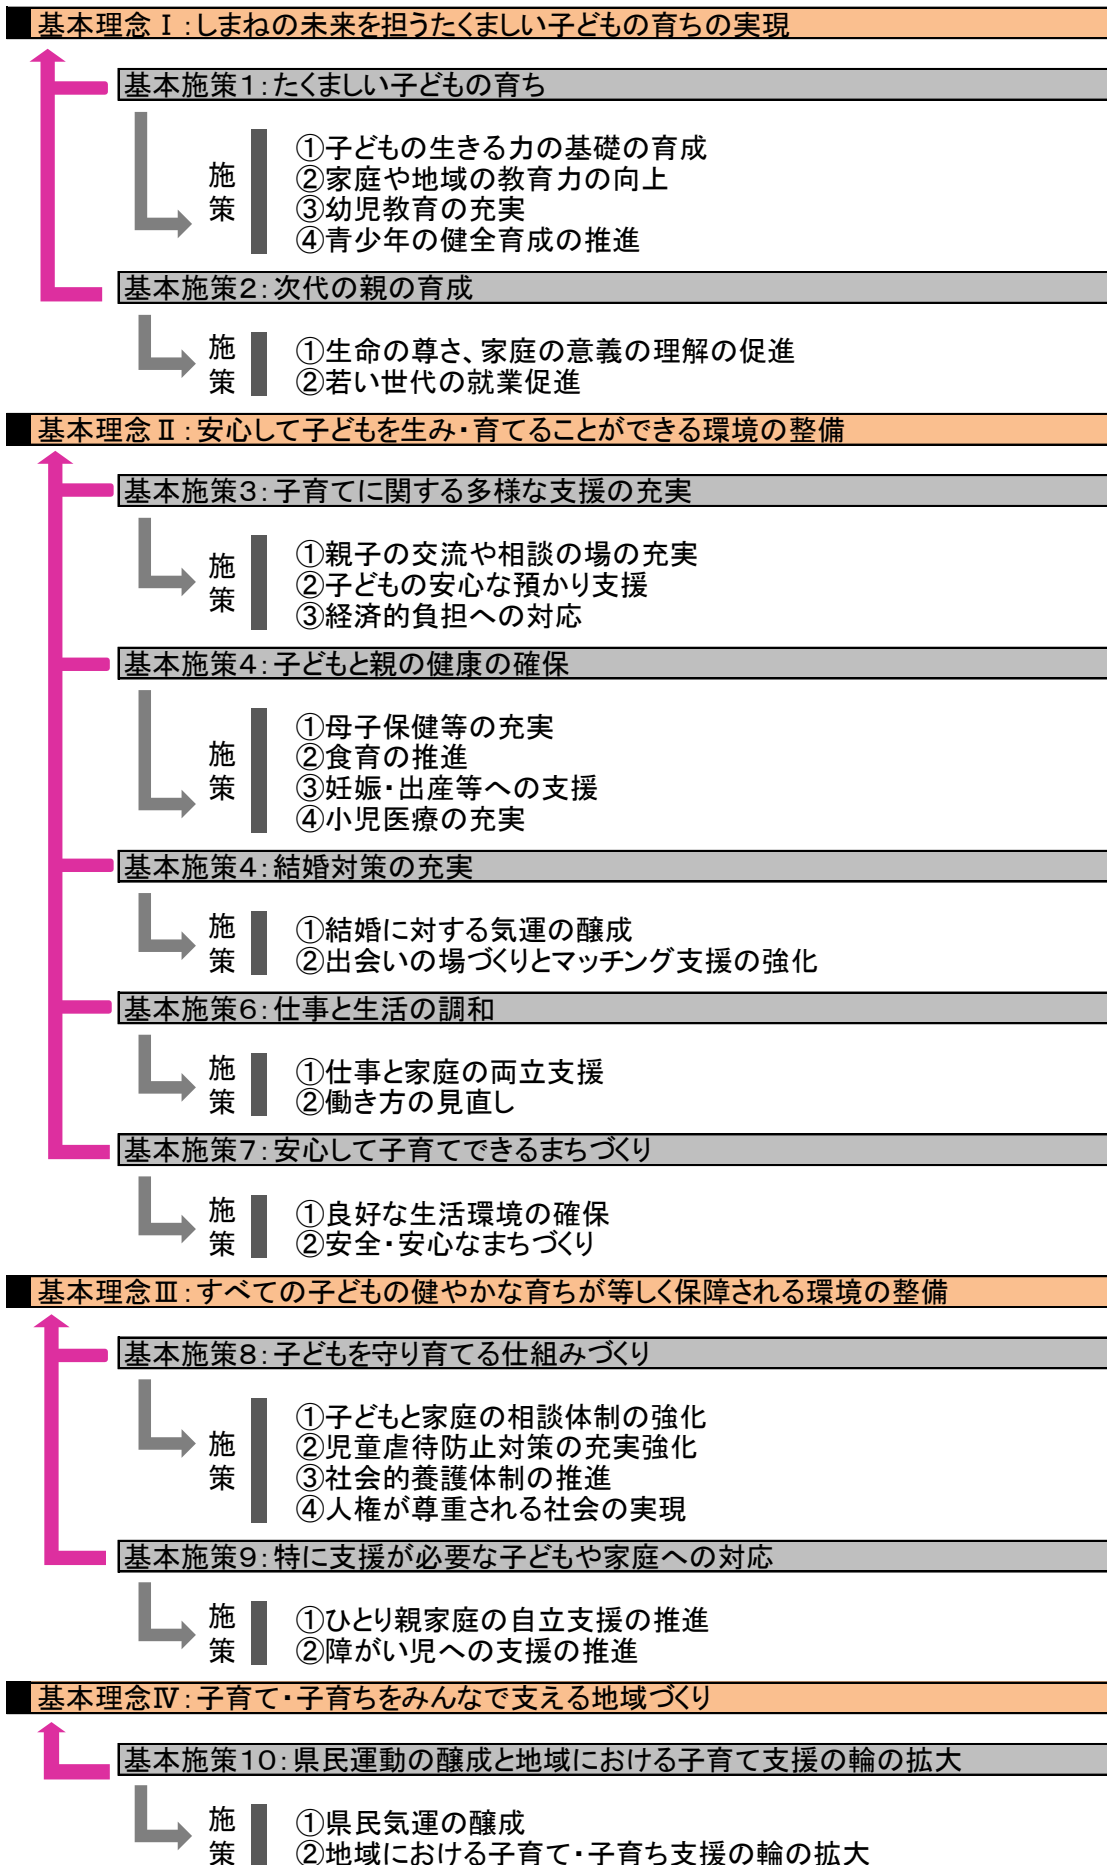 基本理念Ⅰ：しまねの未来を担うたくましい子どもの育ちの実現
基本施策１：たくましい子どもの育ち
施策
①子どもの生きる力の基礎の育成
②家庭や地域の教育力の向上
③幼児教育の充実
④青少年の健全育成の推進
基本施策２：次代の親の育成
施策
①生命の尊さ、家庭の意義の理解の促進
②若い世代の就業促進
基本理念Ⅱ：安心して子どもを生み・育てることができる環境の整備
基本施策３：子育てに関する多様な支援の充実
施策
①親子の交流や相談の場の充実
②子どもの安心な預かり支援
③経済的負担への対応
基本施策４：子どもと親の健康の確保
施策
①母子保健等の充実
②食育の推進
③妊娠・出産等への支援
④小児医療の充実
基本施策４：結婚対策の充実
施策
①結婚に対する気運の醸成
②出会いの場づくりとマッチング支援の強化
基本施策６：仕事と生活の調和
施策
①仕事と家庭の両立支援
②働き方の見直し
基本施策７：安心して子育てできるまちづくり
施策
①良好な生活環境の確保
②安全・安心なまちづくり
基本理念Ⅲ：すべての子どもの健やかな育ちが等しく保障される環境の整備
基本施策８：子どもを守り育てる仕組みづくり
施策
①子どもと家庭の相談体制の強化
②児童虐待防止対策の充実強化
③社会的養護体制の推進
④人権が尊重される社会の実現
基本施策９：特に支援が必要な子どもや家庭への対応
施策
①ひとり親家庭の自立支援の推進
②障がい児への支援の推進
基本理念Ⅳ：子育て・子育ちをみんなで支える地域づくり
基本施策１０：県民運動の醸成と地域における子育て支援の輪の拡大
施策
①県民気運の醸成
②地域における子育て・子育ち支援の輪の拡大